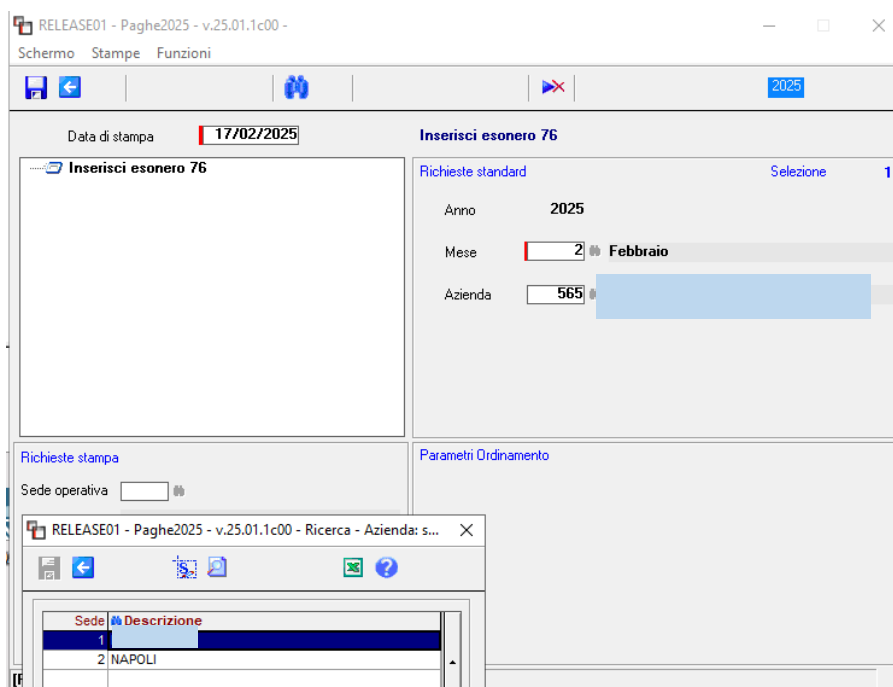 RELEASE01 - Paghe2025 - v.25.01.1c00 -
Schermo Stampe Funzioni
2025
Data di stampa 17/02/2025
Inserisci esonero 76
Inserisci esonero 76
Richieste standard Selezione 1
Anno 2025
Mese 2 Febbraio
Azienda 565
Richieste stampa
Parametri Ordinamento
Sede operativa
RELEASE01 - Paghe2025 - v.25.01.1c00 - Ricerca - Azienda: s...
Sede Descrizione
1
2 NAPOLI